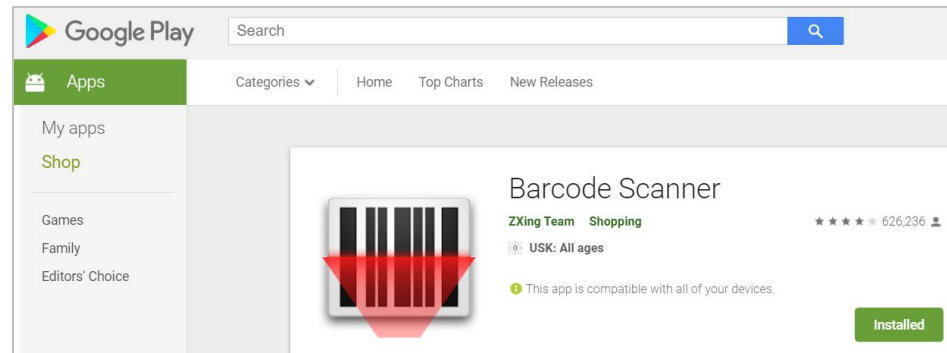 Google Play
Search
Apps
Categories Home Top Charts New Releases
My apps
Shop
Games
Family
Editors' Choice
Barcode Scanner
ZXing Team Shopping
626,236
0 USK: All ages
This app is compatible with all of your devices.
Installed